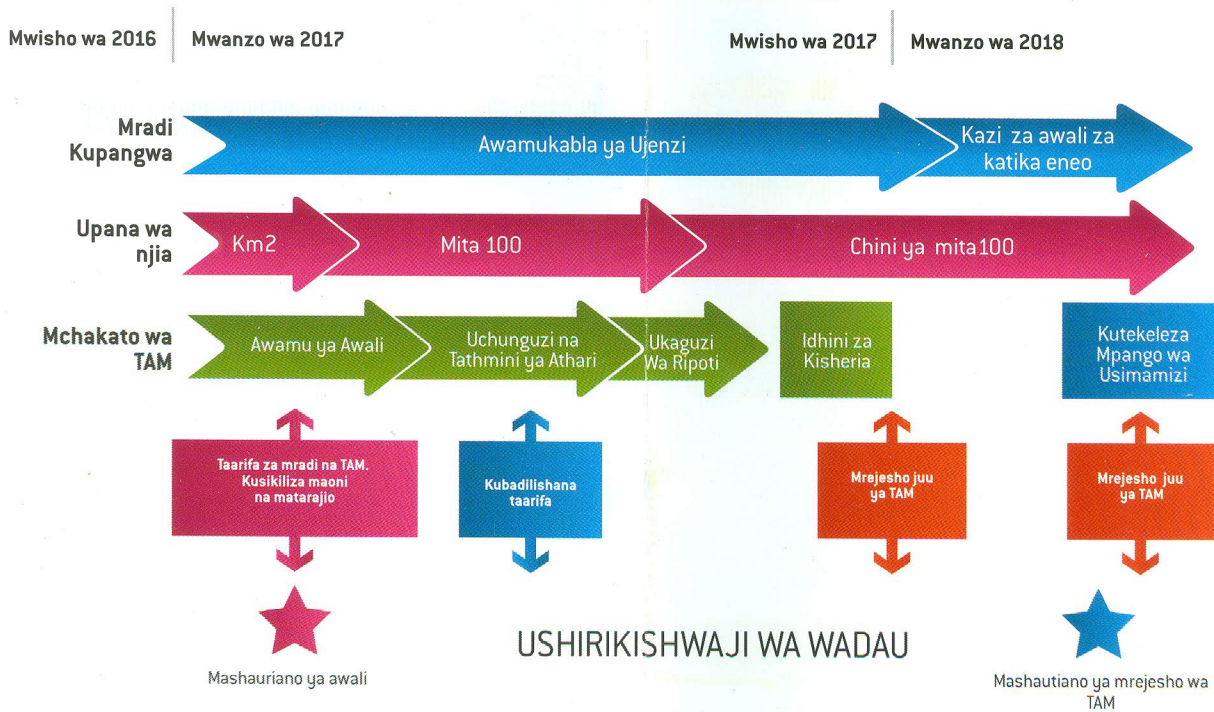 Mwisho wa 2016
Mwanzo wa 2017
Mwisho wa 2017
Mwanzo wa 2018
Mradi
Kupangwa
Awamukabla ya Ujenzi
Kazi za awali za
katika eneo
Upana wa
njia
Km2
Mita 100
Chini ya mita100
Mchakato wa
TAM
Awamu ya Awali
Uchunguzi na
Tathmini ya Athari
Ukaguzi
Wa Ripoti
Idhini za
Kisheria
Kutekeleza
Mpango wa
Usimamizi
Taarifa za mradi na TAM.
Kusikiliza maoni
na matarajio
Kubadilishana
taarifa
Mrejesho juu
ya TAM
Mrejesho juu
ya TAM
USHIRIKISHWAJI WA WADAU
Mashauriano ya awali
Mashautiano ya mrejesho wa
TAM